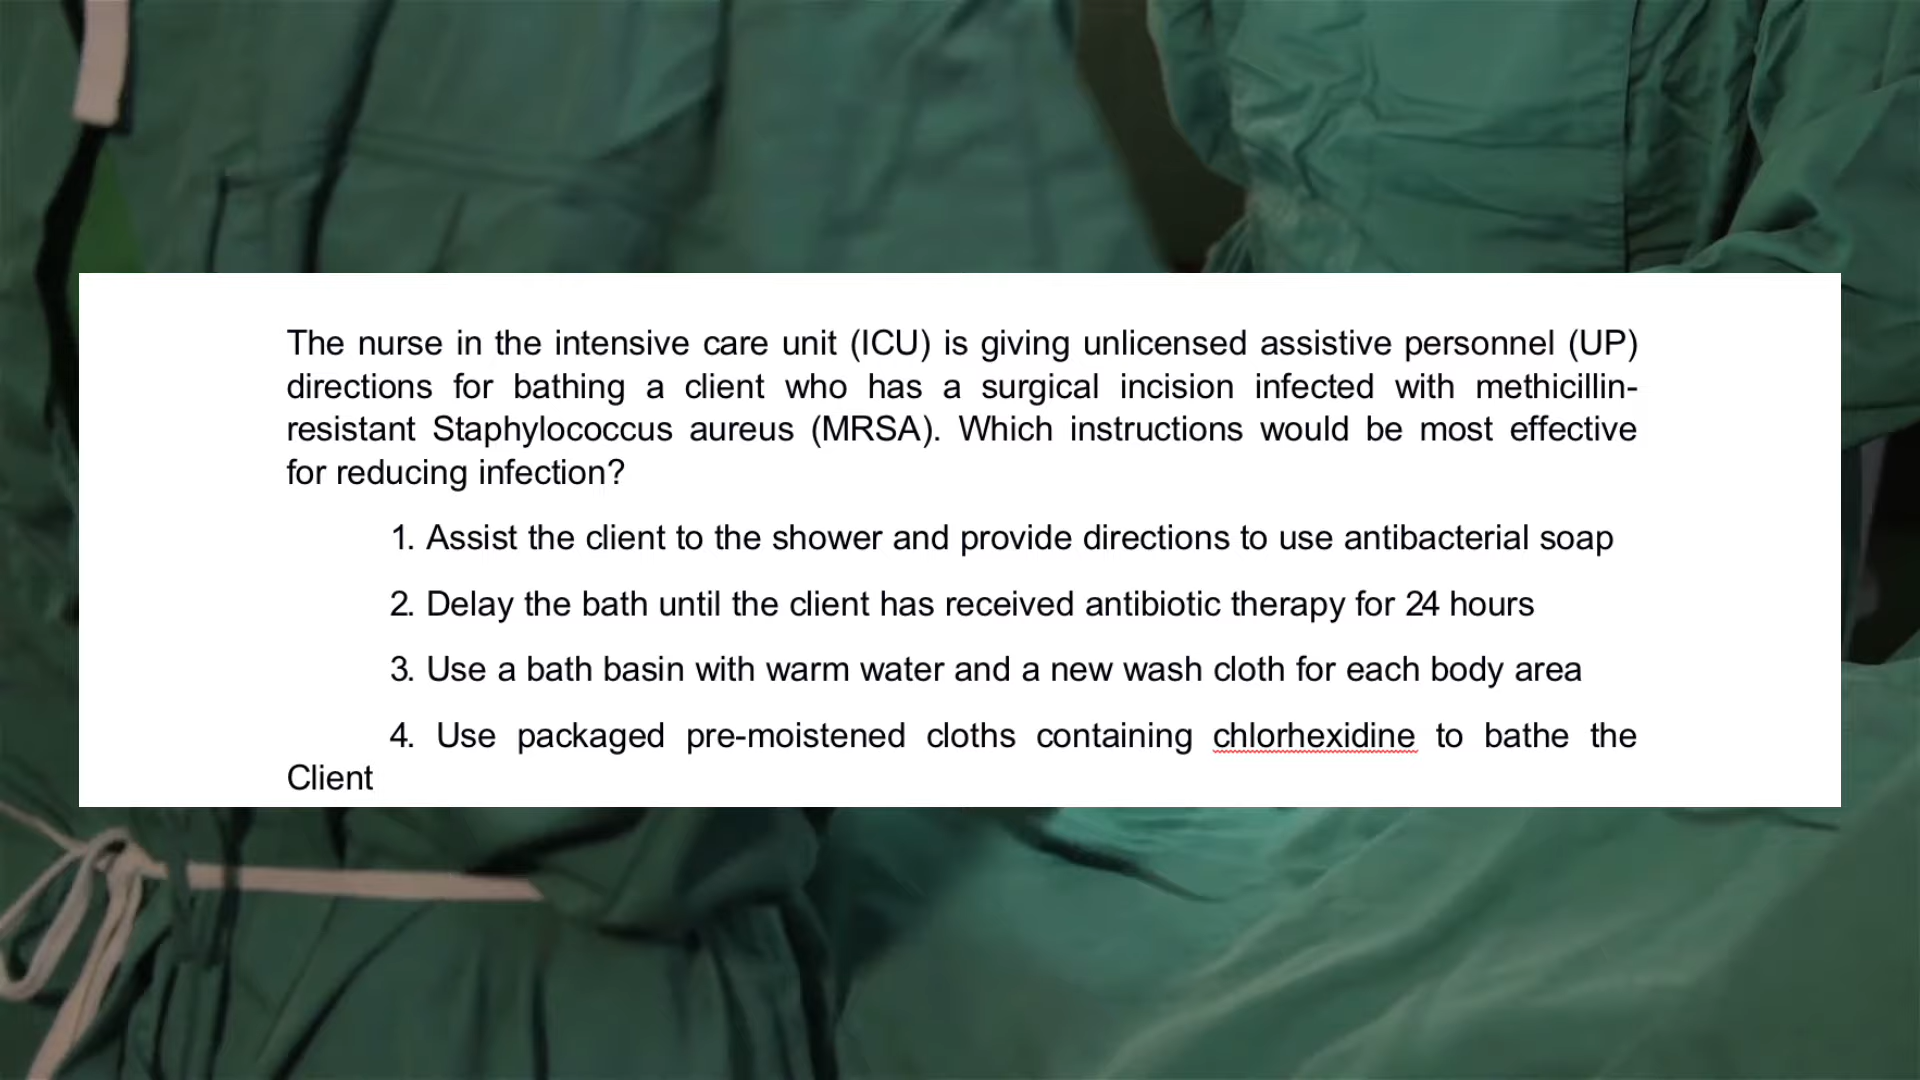 The nurse in the intensive care unit (ICU) is giving unlicensed assistive personnel (UP)
directions for bathing a client who has a surgical incision infected with methicillin-
resistant Staphylococcus aureus (MRSA). Which instructions would be most effective
for reducing infection?
1. Assist the client to the shower and provide directions to use antibacterial soap
2. Delay the bath until the client has received antibiotic therapy for 24 hours
3. Use a bath basin with warm water and a new wash cloth for each body area
4. Use packaged pre-moistened cloths containing chlorhexidine to bathe the
Client